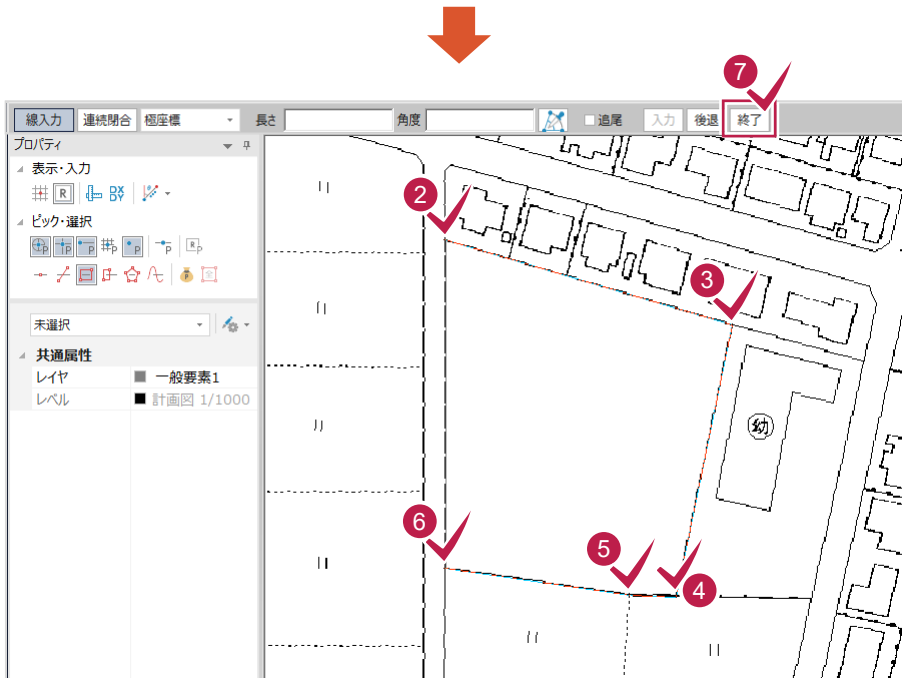 7
線入力 連続閉合 極座標 長さ 角度 追尾 入力 後退 終了
プロパティ
表示・入力
R
ピック・選択
P P P P P P R P
未選択
共通属性
レイヤ 一般要素1
レベル 計画図 1/1000
2
3
幼
6
5
4